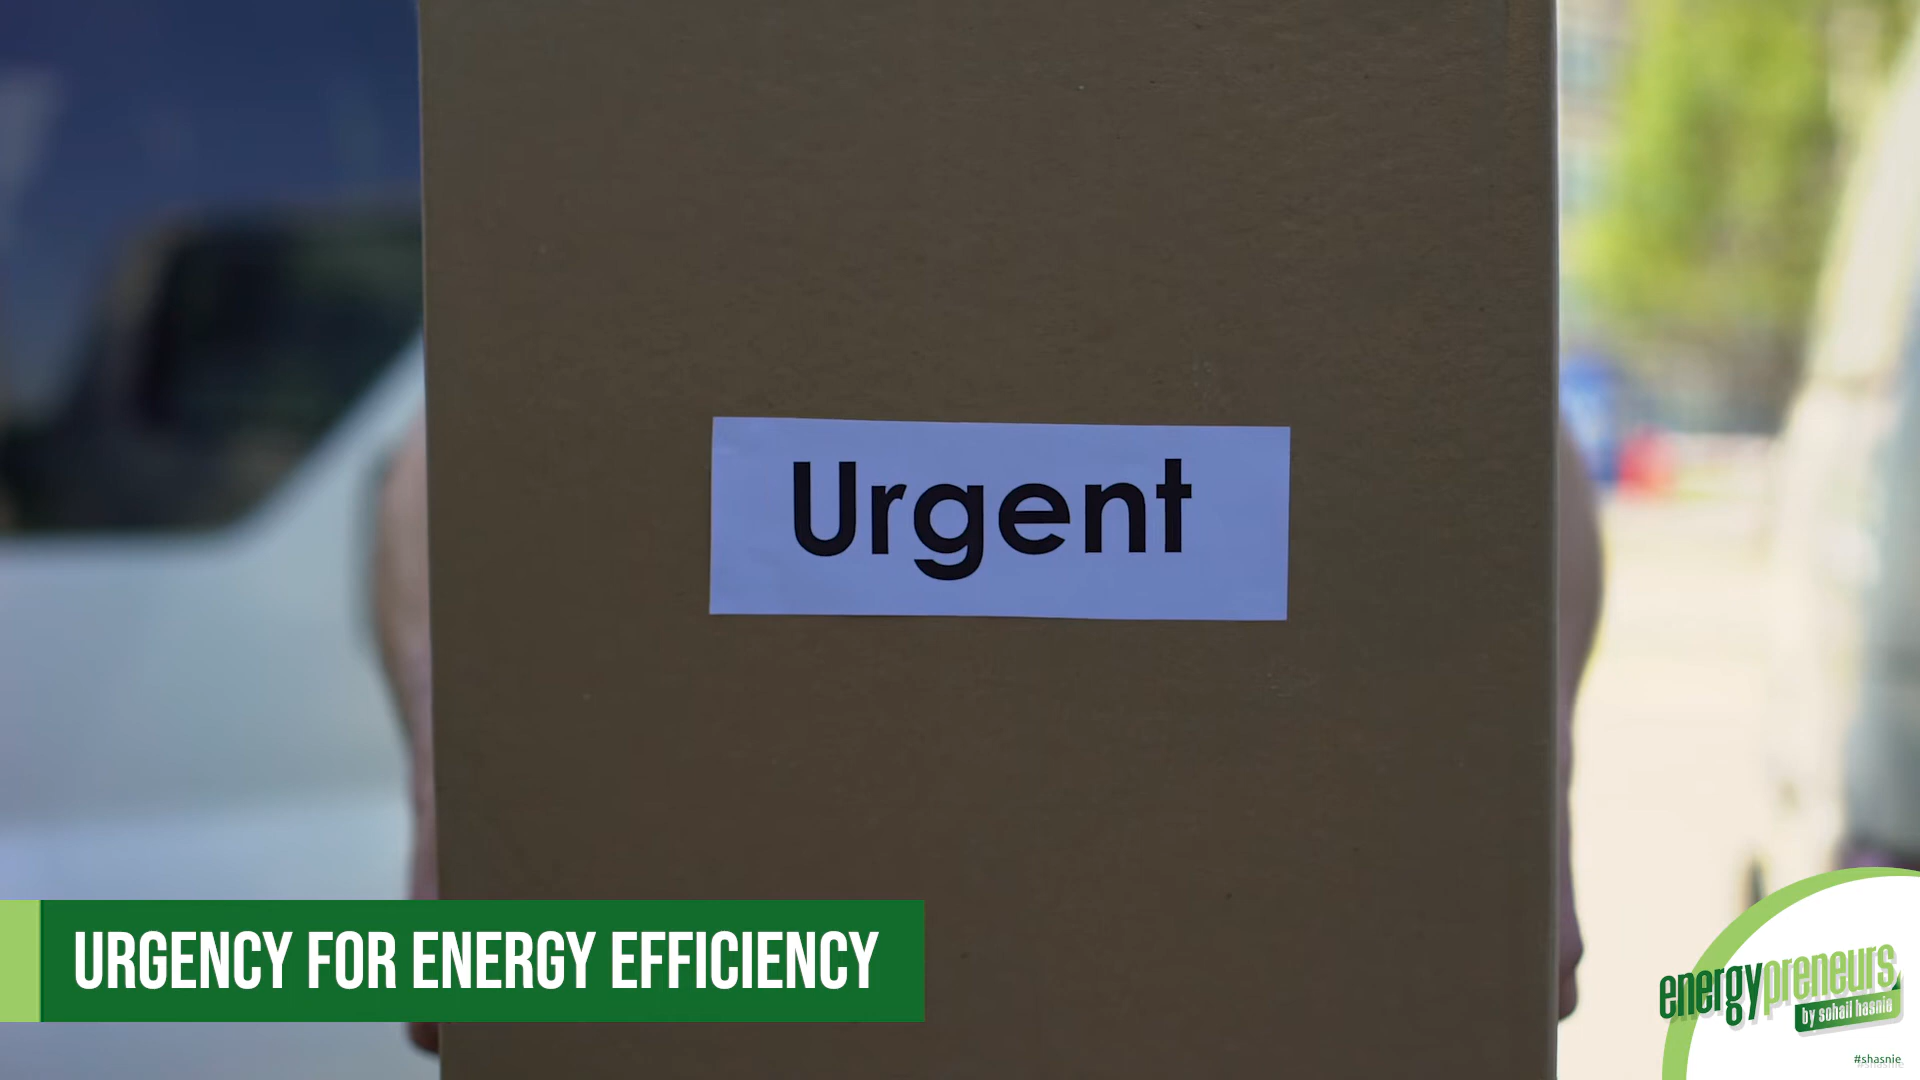 Urgent
URGENCY FOR ENERGY EFFICIENCY
energypreneurs
by sohail hasnie
#shasnie